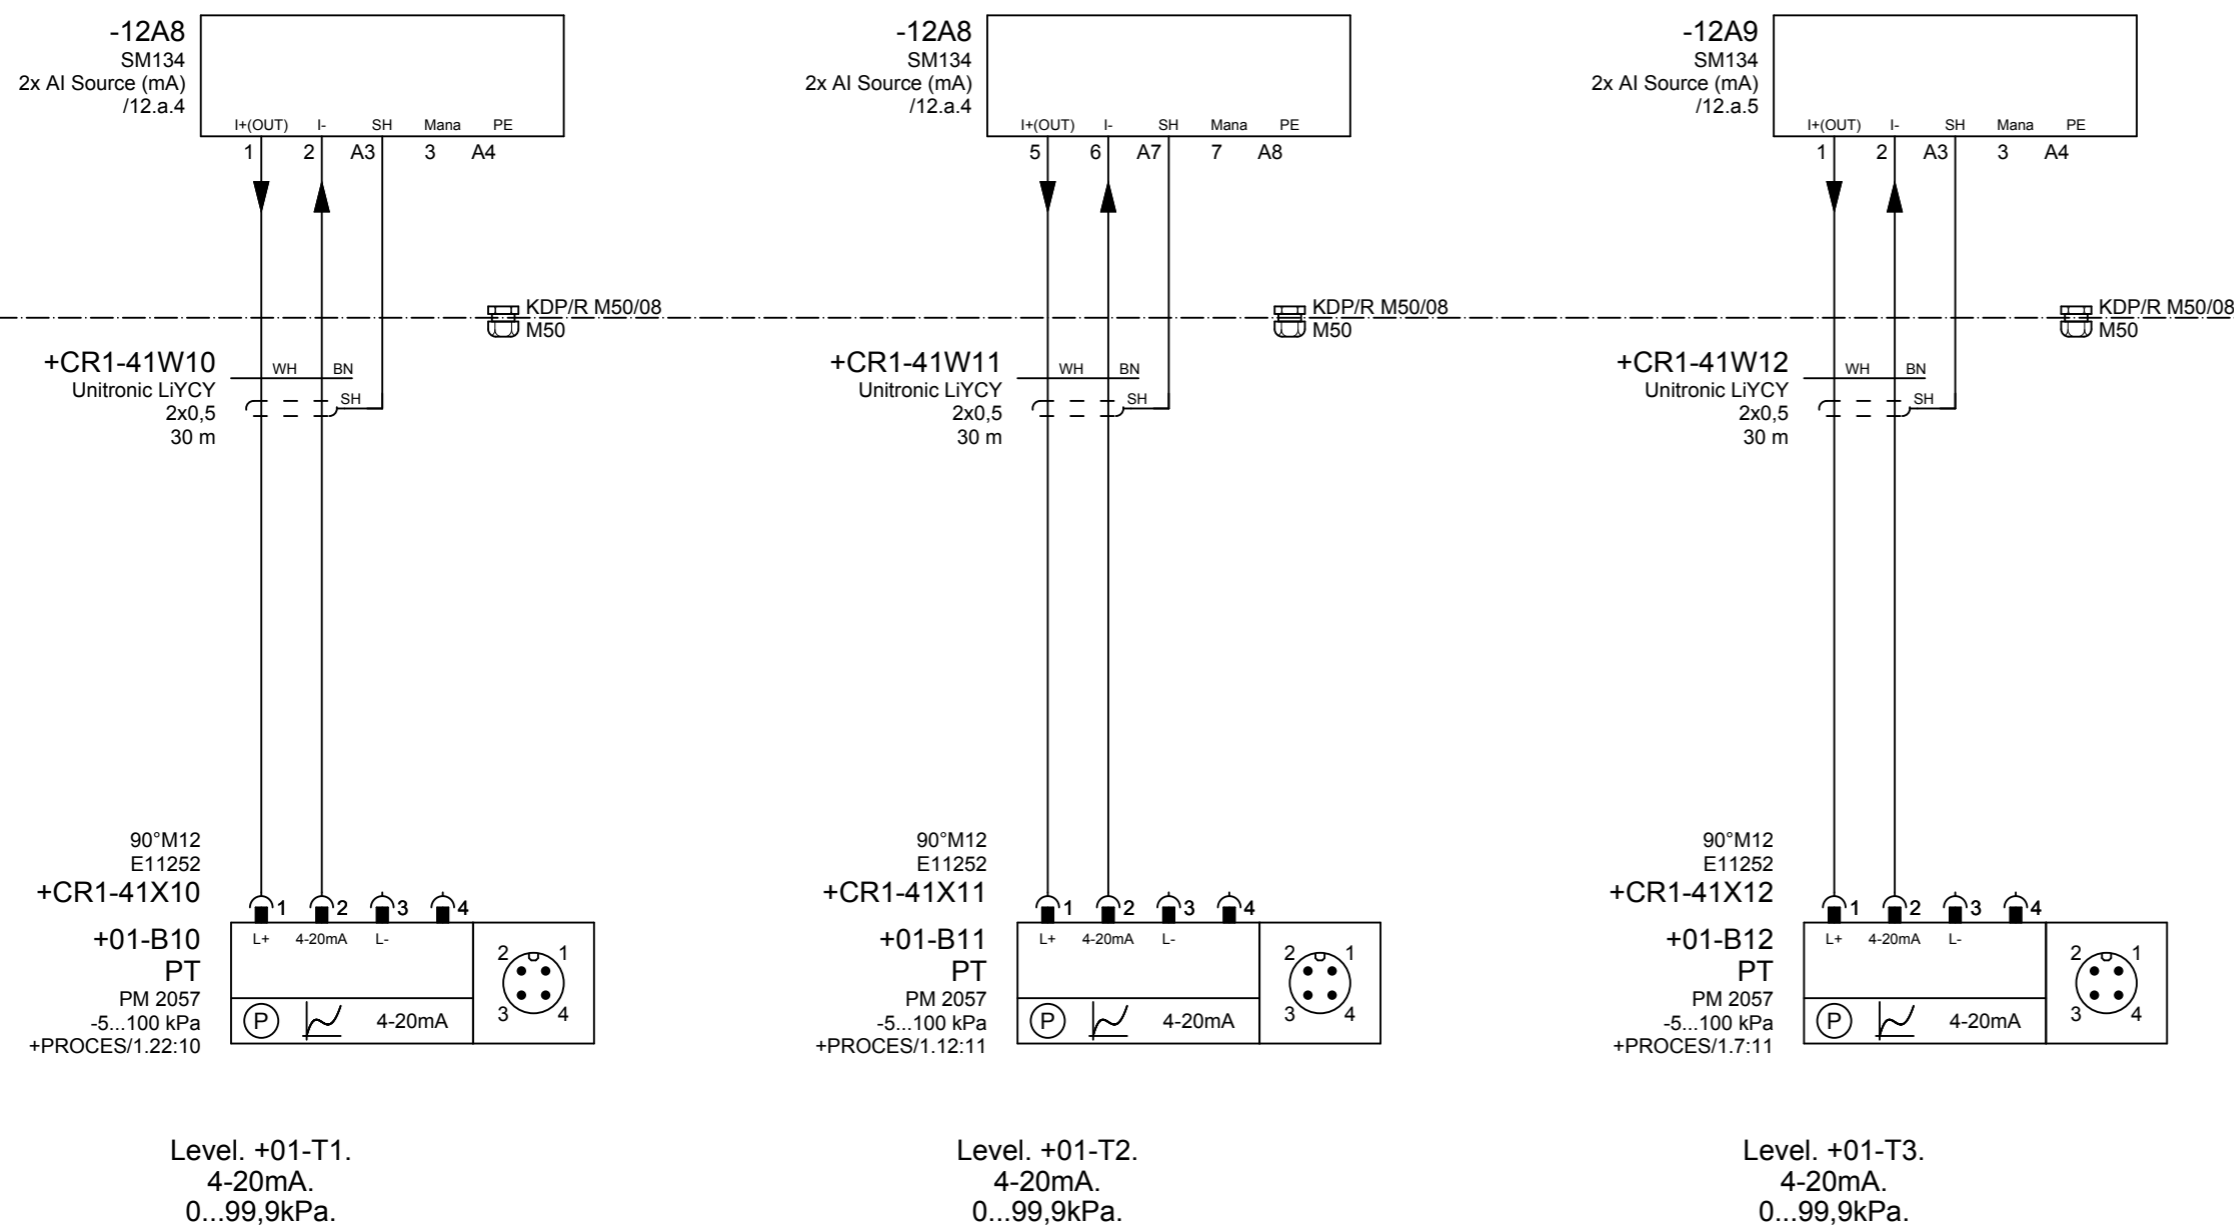 -12A8
SM134
2x AI Source (mA)
/12.a.4
I+(OUT) I- SH Mana PE
1 2 A3 3 A4
KDP/R M50/08
M50
+CR1-41W10
Unitronic LiYCY
2x0,5
30 m
WH BN
SH
90°M12
E11252
+CR1-41X10
1 2 3 4
+01-B10
PT
PM 2057
-5...100 kPa
+PROCES/1.22:10
L+ 4-20mA L-
P 4-20mA
2 1
3 4
Level. +01-T1.
4-20mA.
0...99,9kPa.
-12A8
SM134
2x AI Source (mA)
/12.a.4
I+(OUT) I- SH Mana PE
5 6 A7 7 A8
KDP/R M50/08
M50
+CR1-41W11
Unitronic LiYCY
2x0,5
30 m
WH BN
SH
90°M12
E11252
+CR1-41X11
1 2 3 4
+01-B11
PT
PM 2057
-5...100 kPa
+PROCES/1.12:11
L+ 4-20mA L-
P 4-20mA
2 1
3 4
Level. +01-T2.
4-20mA.
0...99,9kPa.
-12A9
SM134
2x AI Source (mA)
/12.a.5
I+(OUT) I- SH Mana PE
1 2 A3 3 A4
KDP/R M50/08
M50
+CR1-41W12
Unitronic LiYCY
2x0,5
30 m
WH BN
SH
90°M12
E11252
+CR1-41X12
1 2 3 4
+01-B12
PT
PM 2057
-5...100 kPa
+PROCES/1.7:11
L+ 4-20mA L-
P 4-20mA
2 1
3 4
Level. +01-T3.
4-20mA.
0...99,9kPa.